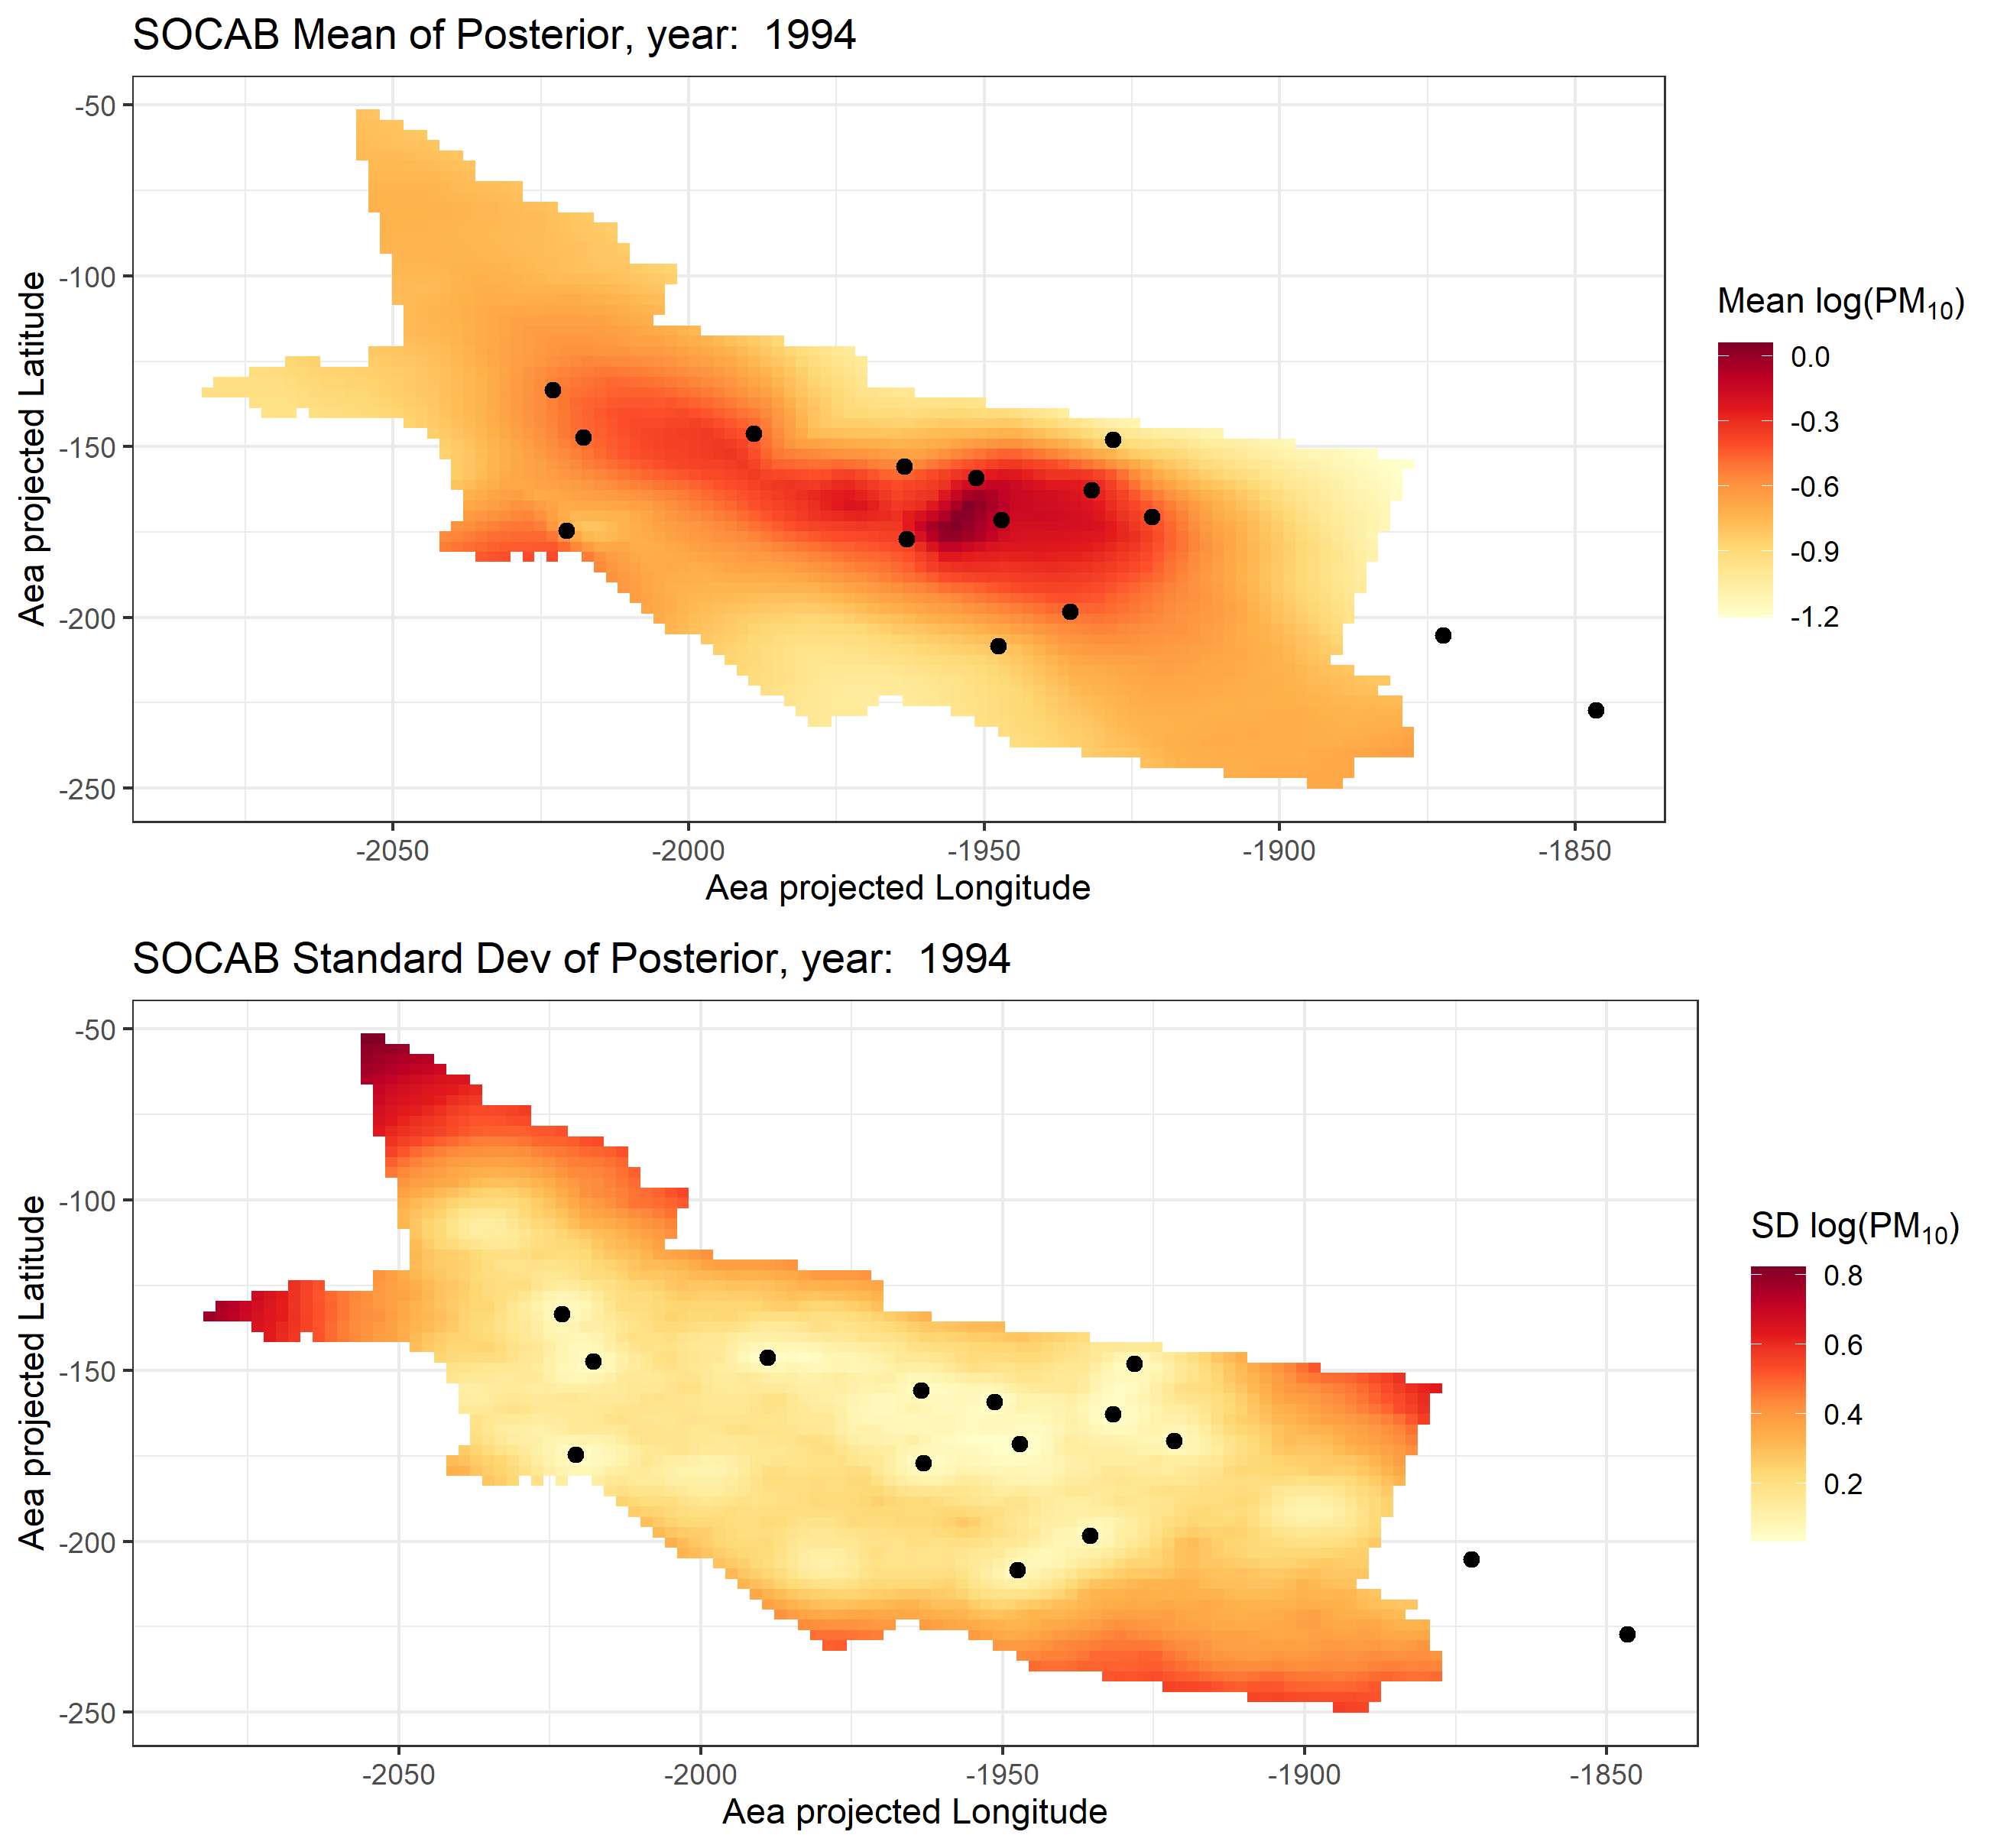 SOCAB Mean of Posterior, year:  1994
-50
-100
-150
-200
-250
Aea projected Latitude
-2050 -2000 -1950 -1900 -1850
Aea projected Longitude
Mean log(PM₁₀)
0.0
-0.3
-0.6
-0.9
-1.2
SOCAB Standard Dev of Posterior, year:  1994
-50
-100
-150
-200
-250
Aea projected Latitude
-2050 -2000 -1950 -1900 -1850
Aea projected Longitude
SD log(PM₁₀)
0.8
0.6
0.4
0.2